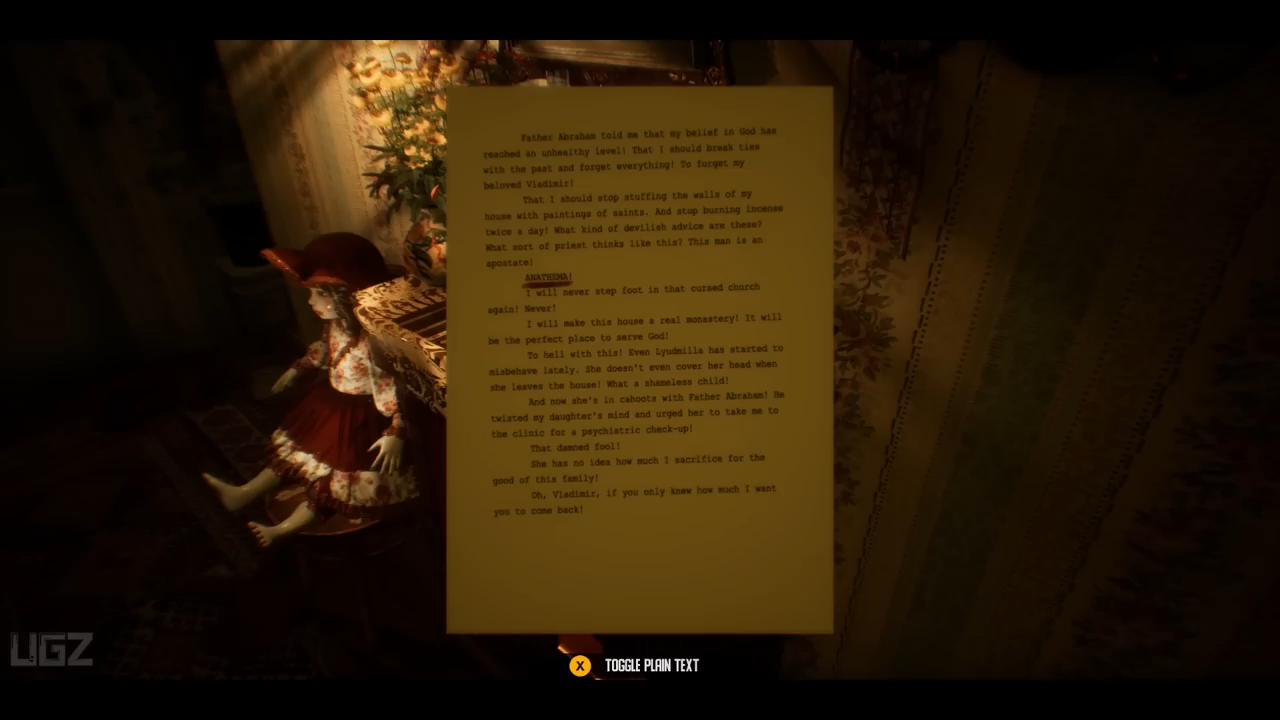 Father Abraham told me that my belief in God has
reached an unhealthy level! That I should break ties
with the past and forget everything! To forget my
beloved Vladimir!
That I should stop stuffing the walls of my
house with paintings of saints. And stop burning incense
twice a day! What kind of devilish advice are these?
What sort of priest thinks like this? This man is an
apostate!
ANATHEMA!
I will never step foot in that cursed church
again! Never!
I will make this house a real monastery! It will
be the perfect place to serve God!
To hell with this! Even Lyudmilla has started to
misbehave lately. She doesn't even cover her head when
she leaves the house! What a shameless child!
And now she's in cahoots with Father Abraham! He
twisted my daughter's mind and urged her to take me to
the clinic for a psychiatric check-up!
That damned fool!
She has no idea how much I sacrifice for the
good of this family!
Oh, Vladimir, if you only knew how much I want
you to come back!
UGZ
X TOGGLE PLAIN TEXT